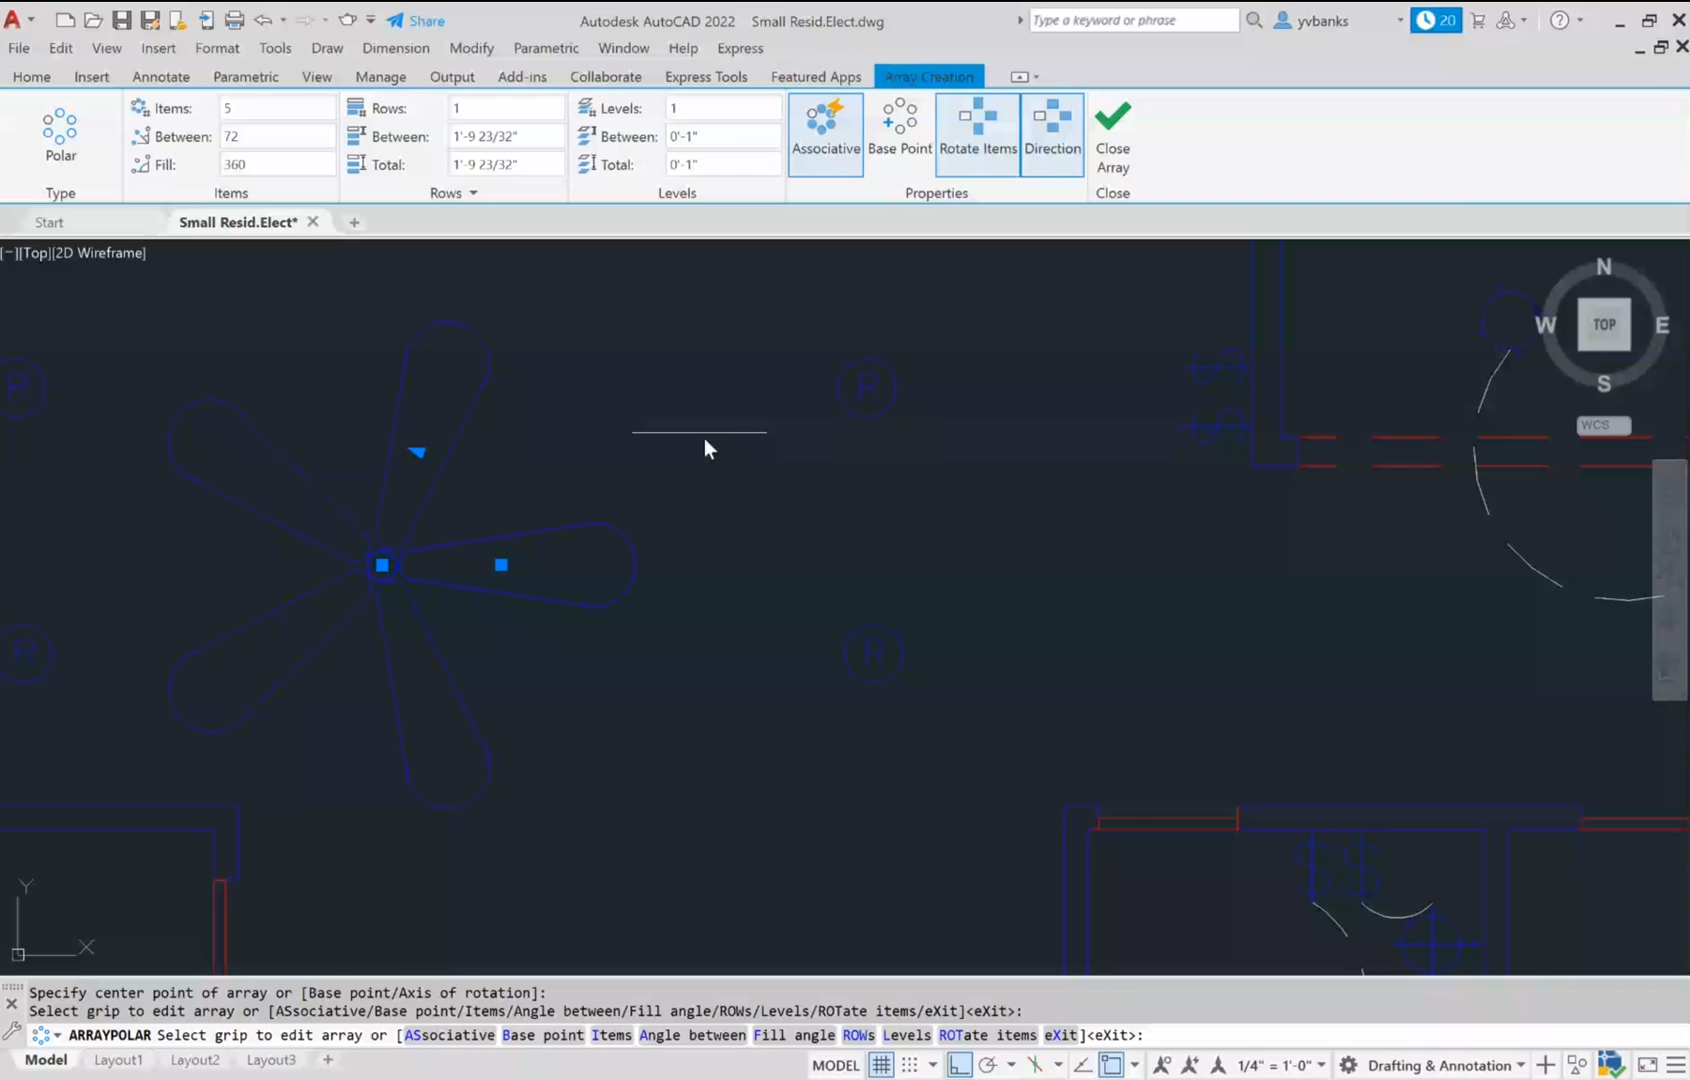 A Share Autodesk AutoCAD 2022 Small Resid.Elect.dwg Type a keyword or phrase yvbanks 20 ?
File Edit View Insert Format Tools Draw Dimension Modify Parametric Window Help Express
Home Insert Annotate Parametric View Manage Output Add-ins Collaborate Express Tools Featured Apps Array Creation
Items: 5 Rows: 1 Levels: 1
Between: 72 Between: 1'-9 23/32" Between: 0'-1"
Polar Associative Base Point Rotate Items Direction Close Array
Fill: 360 Total: 1'-9 23/32" Total: 0'-1"
Type Items Rows Levels Properties Close
Start Small Resid.Elect*
[−][Top][2D Wireframe]
N
W TOP E
S
R R
WCS
R R
$ $
Y
X
Specify center point of array or [Base point/Axis of rotation]:
Select grip to edit array or [ASsociative/Base point/Items/Angle between/Fill angle/ROWs/Levels/ROTate items/eXit]<eXit>:
ARRAYPOLAR Select grip to edit array or [ASsociative Base point Items Angle between Fill angle ROWs Levels ROTate items eXit]<eXit>:
Model Layout1 Layout2 Layout3 + MODEL 1/4" = 1'-0" Drafting & Annotation